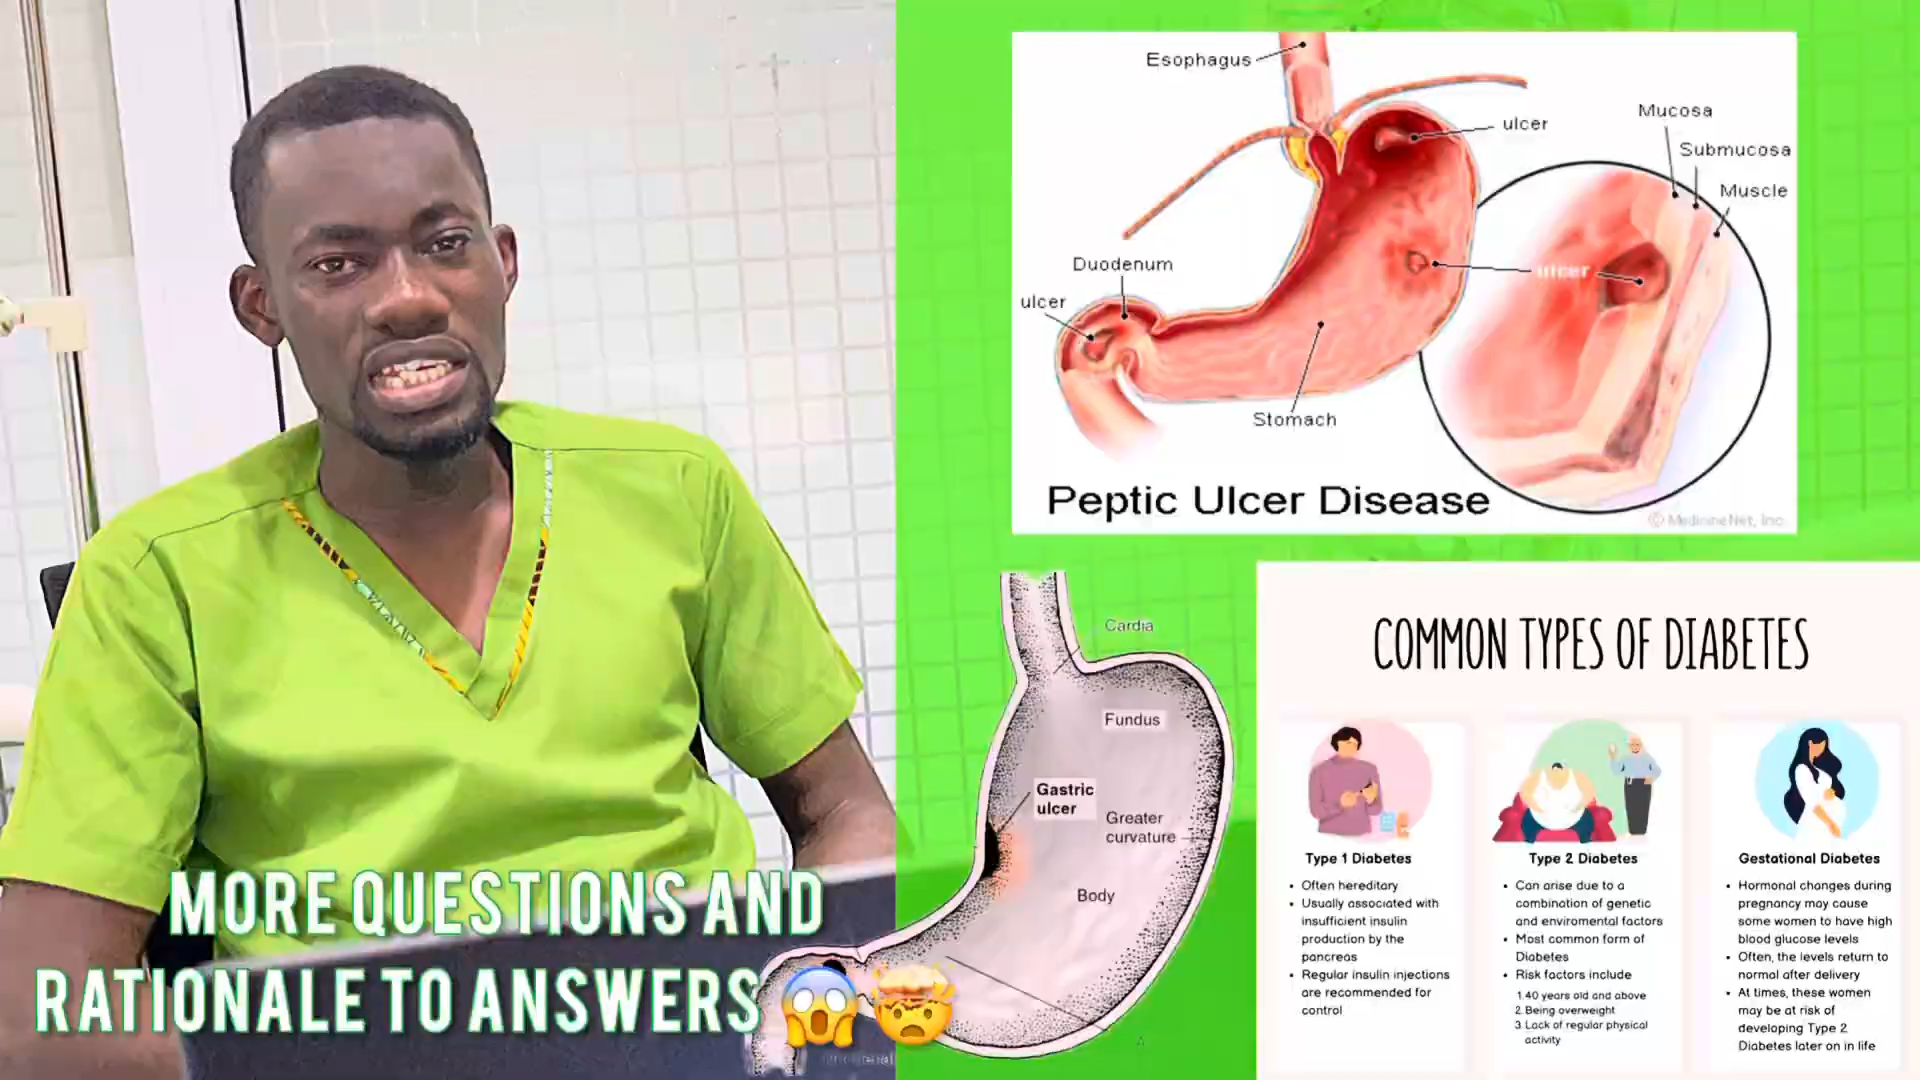 MORE QUESTIONS AND
RATIONALE TO ANSWERS 😱🤯
Esophagus
ulcer
Mucosa
Submucosa
Muscle
Duodenum
ulcer
ulcer
Stomach
Peptic Ulcer Disease
© MedicineNet, Inc.
Cardia
Fundus
Gastric
ulcer
Greater
curvature
Body
COMMON TYPES OF DIABETES
Type 1 Diabetes
• Often hereditary
• Usually associated with
insufficient insulin
production by the
pancreas
• Regular insulin injections
are recommended for
control
Type 2 Diabetes
• Can arise due to a
combination of genetic
and enviromental factors
• Most common form of
Diabetes
• Risk factors include
1. 40 years old and above
2. Being overweight
3. Lack of regular physical
activity
Gestational Diabetes
• Hormonal changes during
pregnancy may cause
some women to have high
blood glucose levels
• Often, the levels return to
normal after delivery
• At times, these women
may be at risk of
developing Type 2
Diabetes later on in life